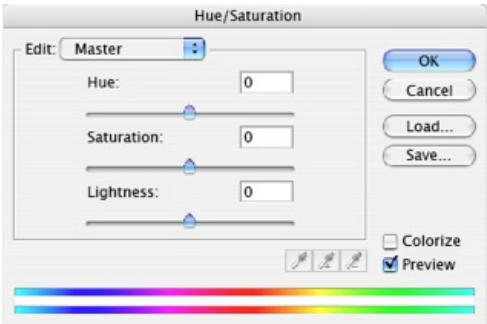 Hue/Saturation
Edit: Master
Hue: 0
Saturation: 0
Lightness: 0
OK
Cancel
Load...
Save...
Colorize
Preview